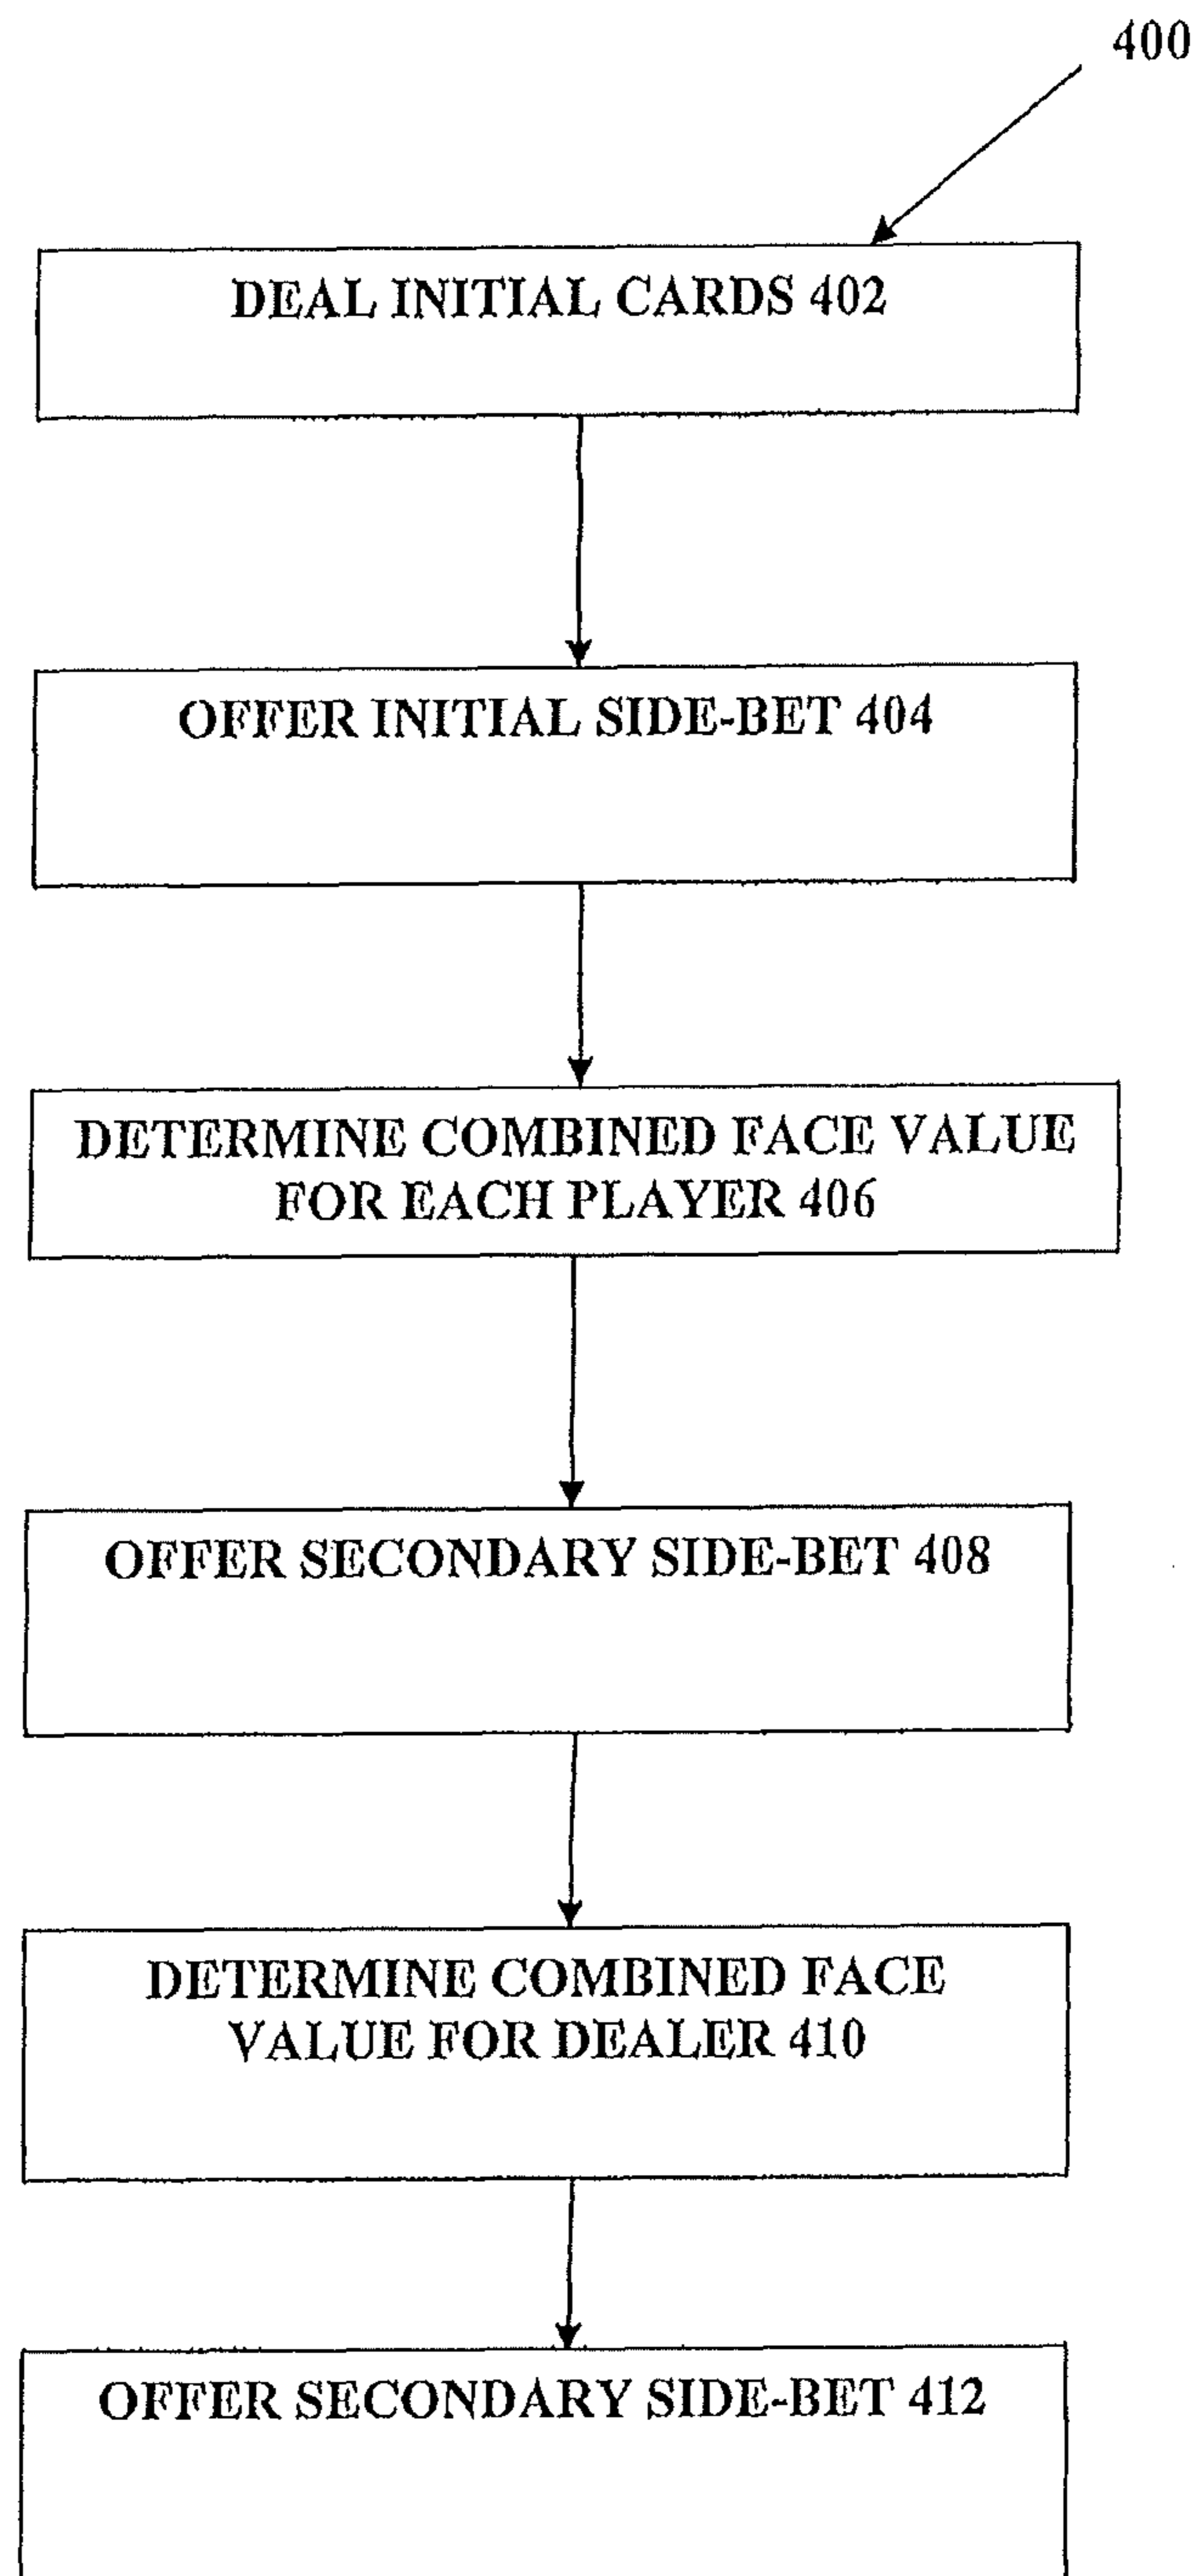 400
DEAL INITIAL CARDS 402
OFFER INITIAL SIDE-BET 404
DETERMINE COMBINED FACE VALUE
FOR EACH PLAYER 406
OFFER SECONDARY SIDE-BET 408
DETERMINE COMBINED FACE
VALUE FOR DEALER 410
OFFER SECONDARY SIDE-BET 412